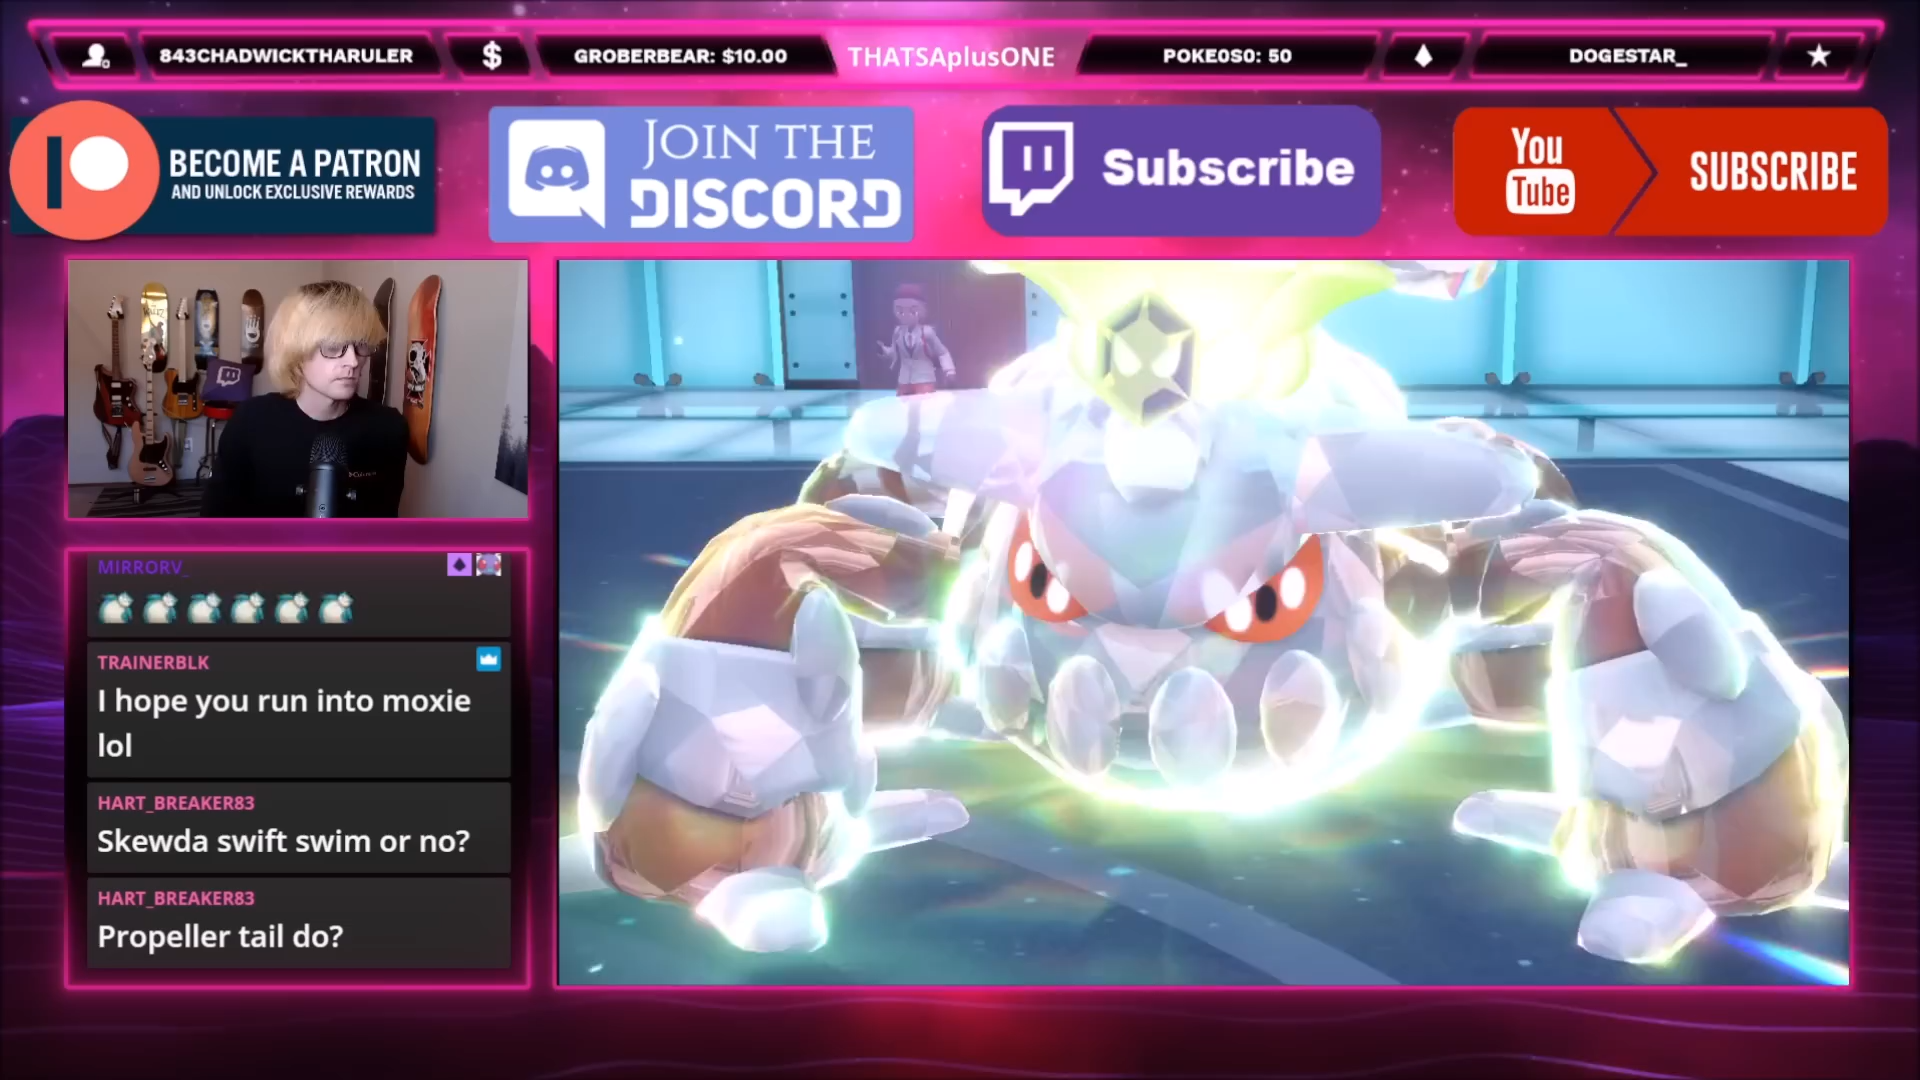 843CHADWICKTHARULER
$
GROBERBEAR: $10.00
THATSAplusONE
POKE0S0: 50
DOGESTAR_
BECOME A PATRON
AND UNLOCK EXCLUSIVE REWARDS
JOIN THE
DISCORD
Subscribe
You
Tube
SUBSCRIBE
MIRRORV_
TRAINERBLK
I hope you run into moxie
lol
HART_BREAKER83
Skewda swift swim or no?
HART_BREAKER83
Propeller tail do?